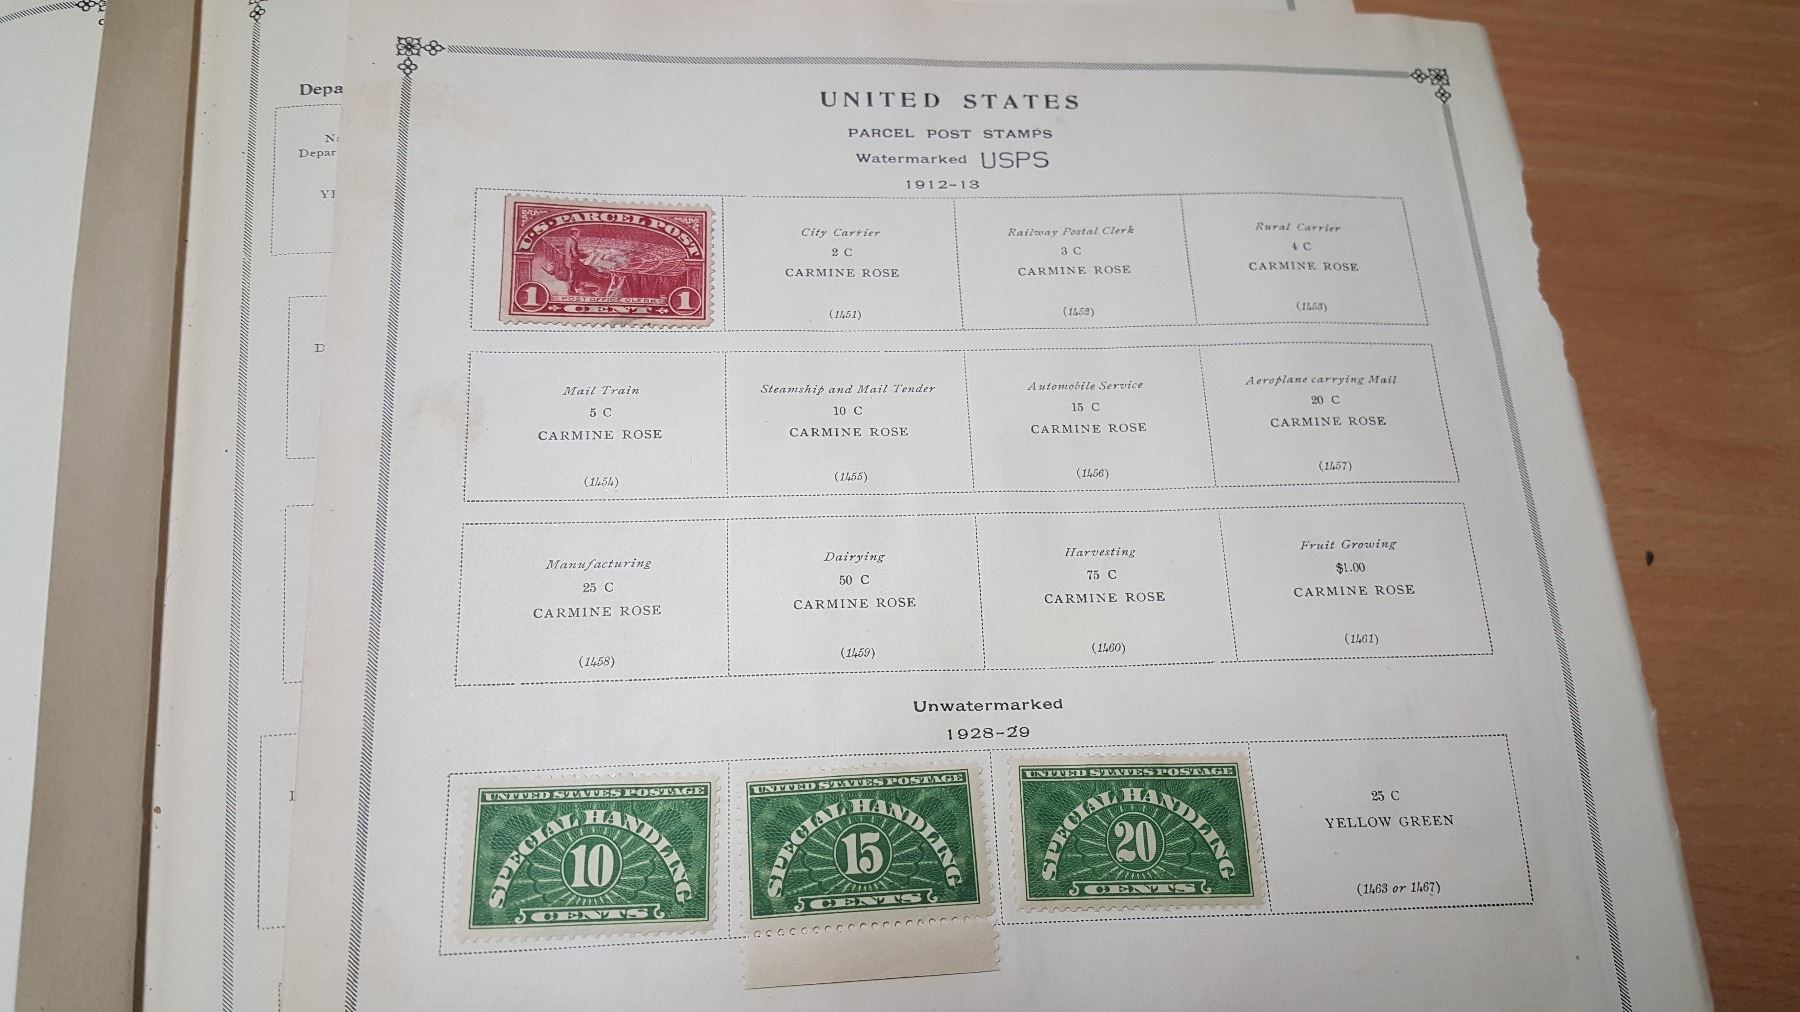 Depa
N
Depar
YE
D
I
UNITED STATES
PARCEL POST STAMPS
Watermarked USPS
1912-13
U.S. PARCEL POST
1 POST OFFICE CLERK 1
CENT
City Carrier
2 C
CARMINE ROSE
(1451)
Railway Postal Clerk
3 C
CARMINE ROSE
(1452)
Rural Carrier
4 C
CARMINE ROSE
(1453)
Mail Train
5 C
CARMINE ROSE
(1454)
Steamship and Mail Tender
10 C
CARMINE ROSE
(1455)
Automobile Service
15 C
CARMINE ROSE
(1456)
Aeroplane carrying Mail
20 C
CARMINE ROSE
(1457)
Manufacturing
25 C
CARMINE ROSE
(1458)
Dairying
50 C
CARMINE ROSE
(1459)
Harvesting
75 C
CARMINE ROSE
(1460)
Fruit Growing
$1.00
CARMINE ROSE
(1461)
Unwatermarked
1928-29
UNITED STATES POSTAGE
SPECIAL HANDLING
10
CENTS
UNITED STATES POSTAGE
SPECIAL HANDLING
15
CENTS
UNITED STATES POSTAGE
SPECIAL HANDLING
20
CENTS
25 C
YELLOW GREEN
(1463 or 1467)